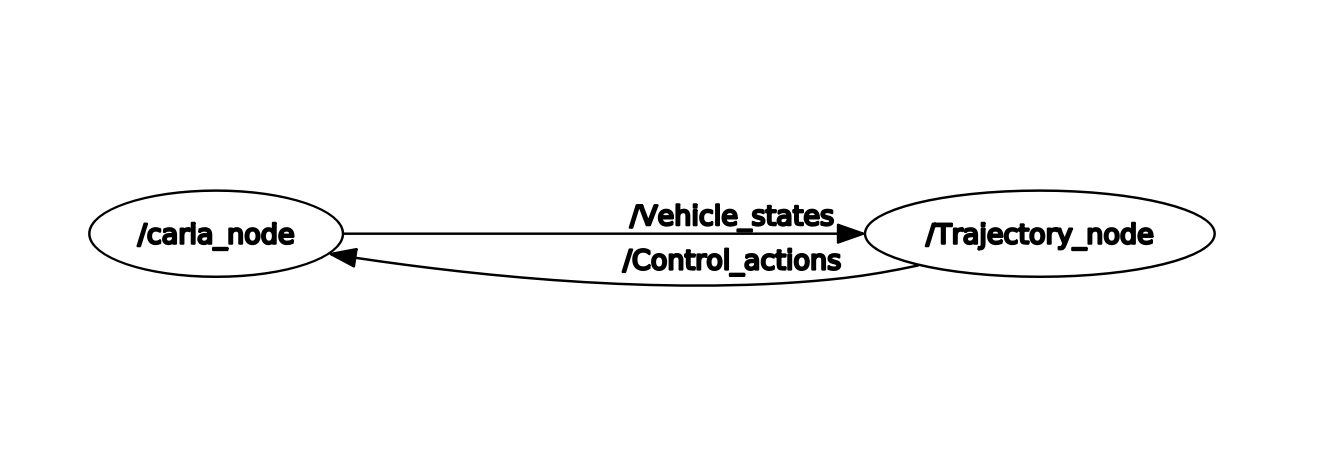 /carla_node
/Vehicle_states
/Control_actions
/Trajectory_node